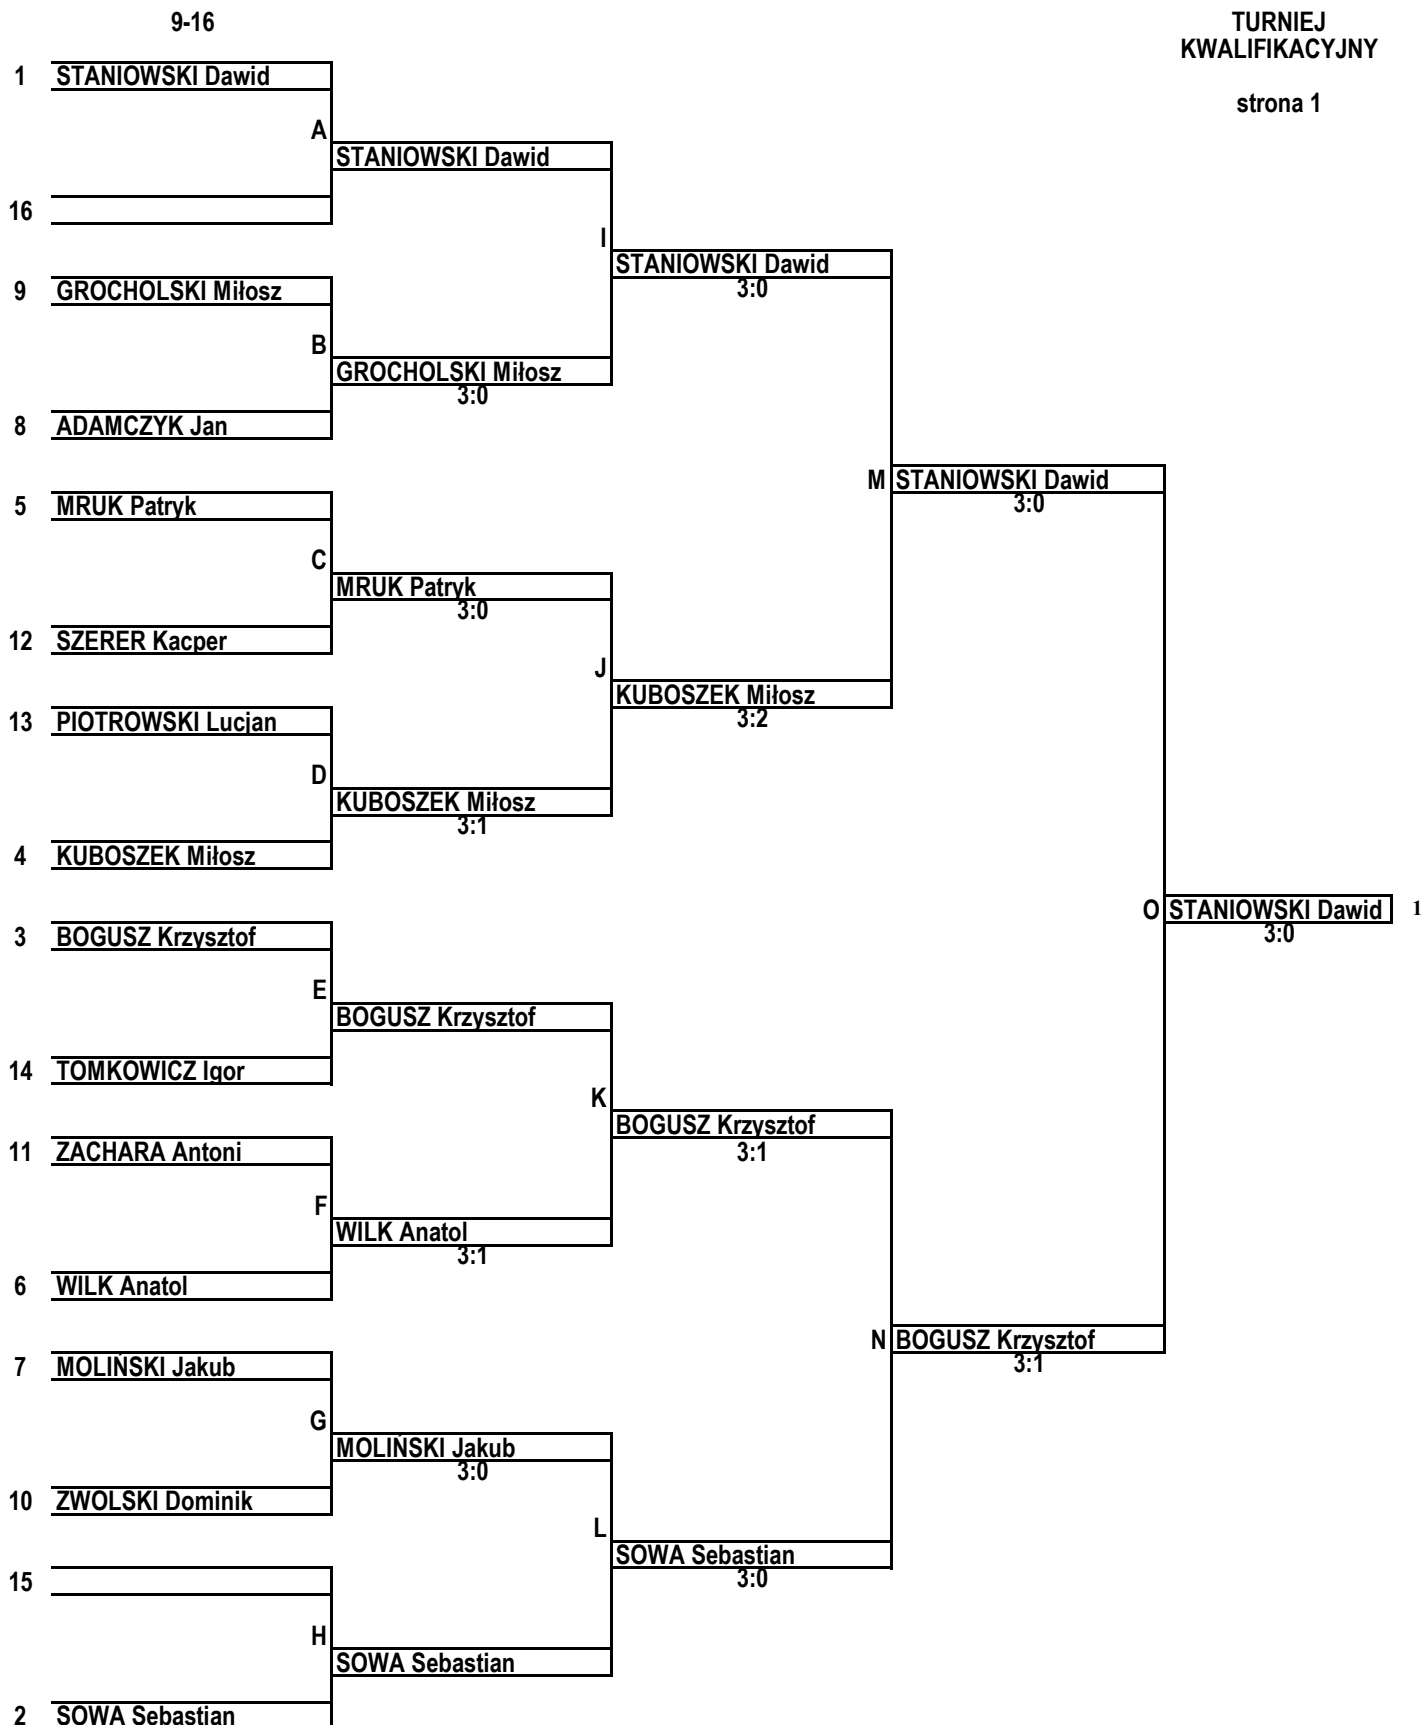 9-16
TURNIEJ
KWALIFIKACYJNY
strona 1
1 STANIOWSKI Dawid
A
STANIOWSKI Dawid
16
I
STANIOWSKI Dawid
3:0
9 GROCHOLSKI Miłosz
B
GROCHOLSKI Miłosz
3:0
8 ADAMCZYK Jan
M STANIOWSKI Dawid
3:0
5 MRUK Patryk
C
MRUK Patryk
3:0
12 SZERER Kacper
J
KUBOSZEK Miłosz
3:2
13 PIOTROWSKI Lucjan
D
KUBOSZEK Miłosz
3:1
4 KUBOSZEK Miłosz
O STANIOWSKI Dawid 1
3:0
3 BOGUSZ Krzysztof
E
BOGUSZ Krzysztof
14 TOMKOWICZ Igor
K
BOGUSZ Krzysztof
3:1
11 ZACHARA Antoni
F
WILK Anatol
3:1
6 WILK Anatol
N BOGUSZ Krzysztof
3:1
7 MOLIŃSKI Jakub
G
MOLIŃSKI Jakub
3:0
10 ZWOLSKI Dominik
L
SOWA Sebastian
3:0
15
H
SOWA Sebastian
2 SOWA Sebastian